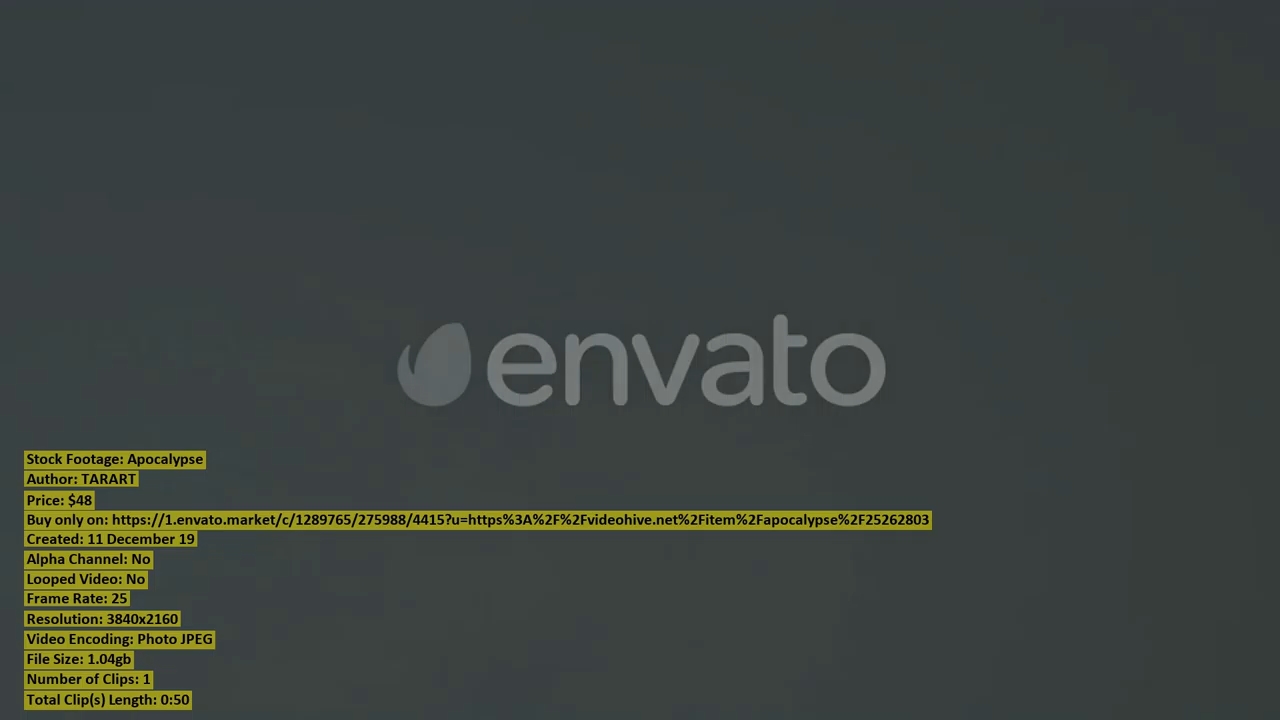 envato
Stock Footage: Apocalypse
Author: TARART
Price: $48
Buy only on: https://1.envato.market/c/1289765/275988/4415?u=https%3A%2F%2Fvideohive.net%2Fitem%2Fapocalypse%2F25262803
Created: 11 December 19
Alpha Channel: No
Looped Video: No
Frame Rate: 25
Resolution: 3840x2160
Video Encoding: Photo JPEG
File Size: 1.04gb
Number of Clips: 1
Total Clip(s) Length: 0:50